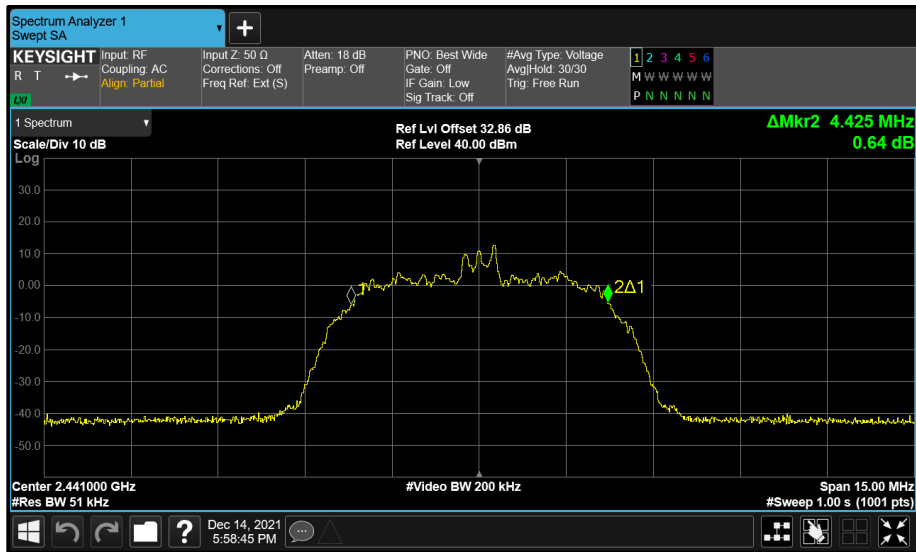 Spectrum Analyzer 1
Swept SA
+
KEYSIGHT
R T
LXI
Input: RF
Coupling: AC
Align: Partial
Input Z: 50 Ω
Corrections: Off
Freq Ref: Ext (S)
Atten: 18 dB
Preamp: Off
PNO: Best Wide
Gate: Off
IF Gain: Low
Sig Track: Off
#Avg Type: Voltage
Avg|Hold: 30/30
Trig: Free Run
1 2 3 4 5 6
M W W W W W
P N N N N N
1 Spectrum
Scale/Div 10 dB
Log
Ref Lvl Offset 32.86 dB
Ref Level 40.00 dBm
ΔMkr2 4.425 MHz
0.64 dB
30.0
20.0
10.0
0.00
-10.0
-20.0
-30.0
-40.0
-50.0
1
2Δ1
Center 2.441000 GHz
#Res BW 51 kHz
#Video BW 200 kHz
Span 15.00 MHz
#Sweep 1.00 s (1001 pts)
?
Dec 14, 2021
5:58:45 PM